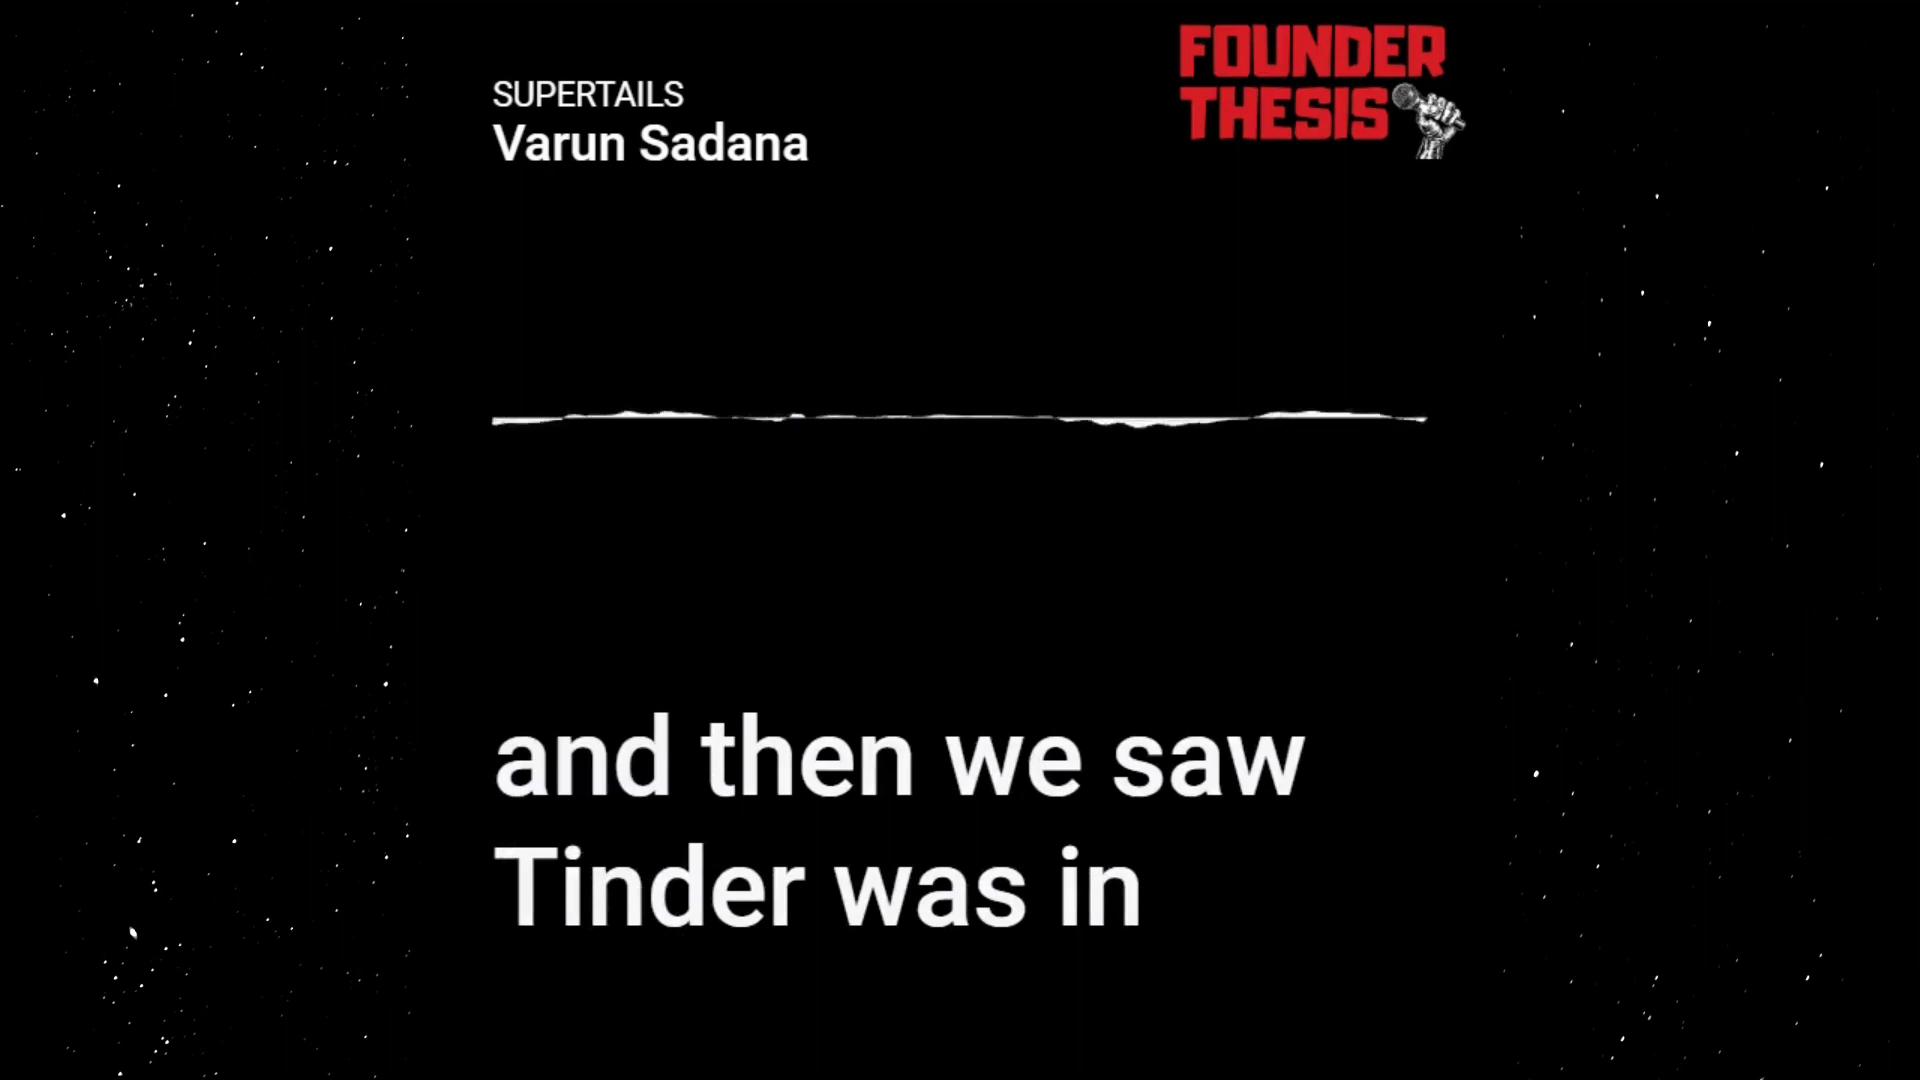 SUPERTAILS
Varun Sadana
FOUNDER
THESIS
and then we saw
Tinder was in